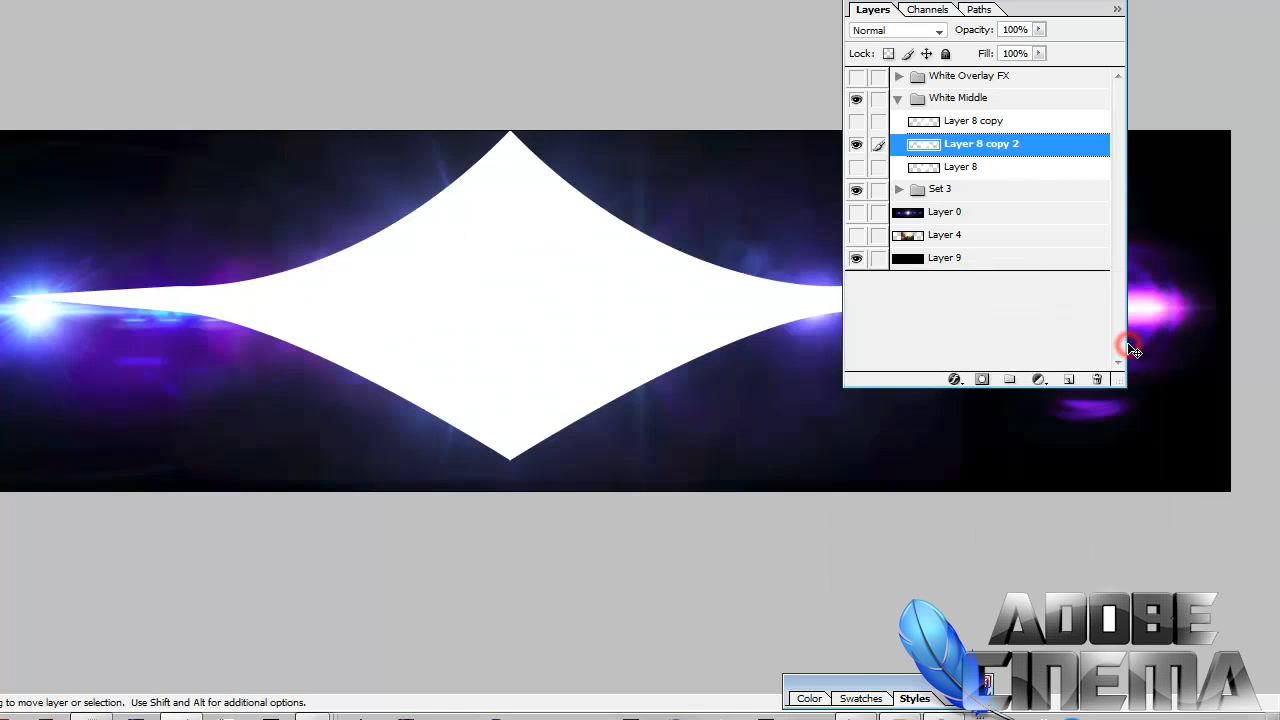 Layers Channels Paths
Normal Opacity: 100%
Lock: Fill: 100%
White Overlay FX
White Middle
Layer 8 copy
Layer 8 copy 2
Layer 8
Set 3
Layer 0
Layer 4
Layer 9
ADOBE
CINEMA
Color Swatches Styles
g to move layer or selection. Use Shift and Alt for additional options.